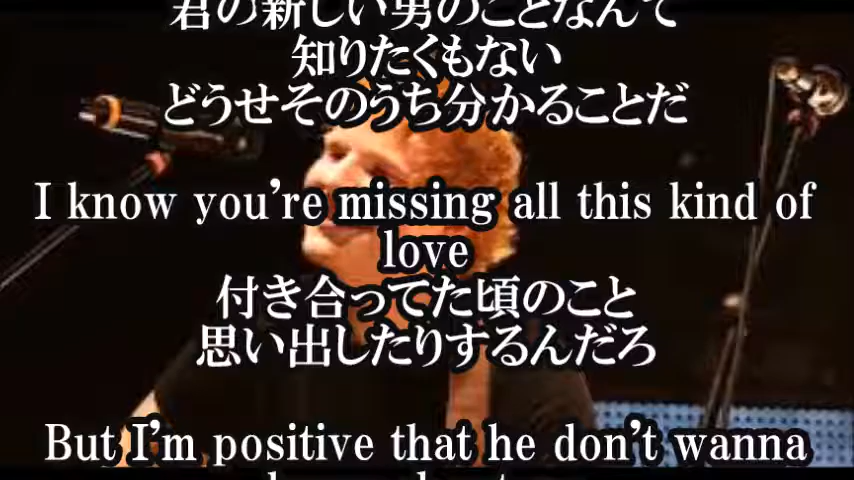 君の新しい男のことなんて
知りたくもない
どうせそのうち分かることだ
I know you're missing all this kind of
love
付き合ってた頃のこと
思い出したりするんだろ
But I'm positive that he don't wanna